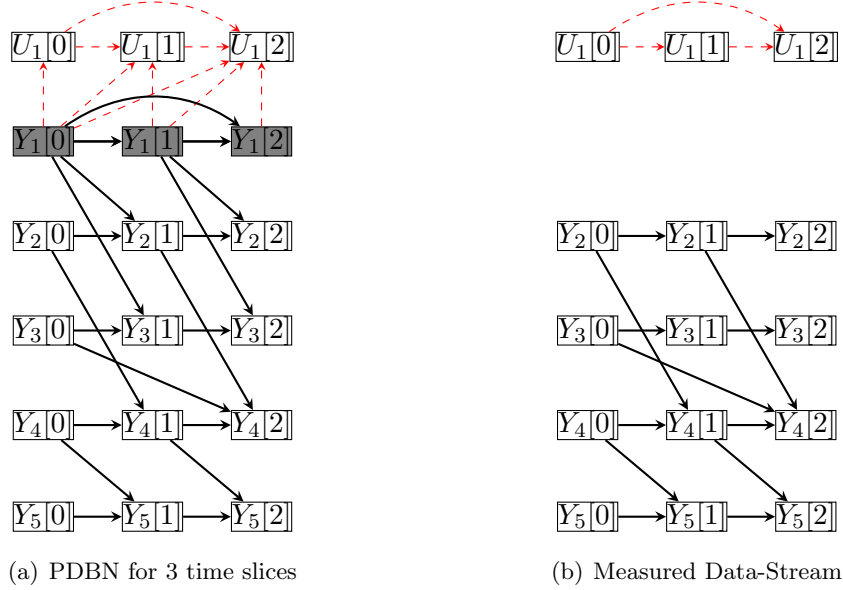 U₁[0] U₁[1] U₁[2] U₁[0] U₁[1] U₁[2]
Y₁[0] Y₁[1] Y₁[2]
Y₂[0] Y₂[1] Y₂[2] Y₂[0] Y₂[1] Y₂[2]
Y₃[0] Y₃[1] Y₃[2] Y₃[0] Y₃[1] Y₃[2]
Y₄[0] Y₄[1] Y₄[2] Y₄[0] Y₄[1] Y₄[2]
Y₅[0] Y₅[1] Y₅[2] Y₅[0] Y₅[1] Y₅[2]
(a) PDBN for 3 time slices
(b) Measured Data-Stream